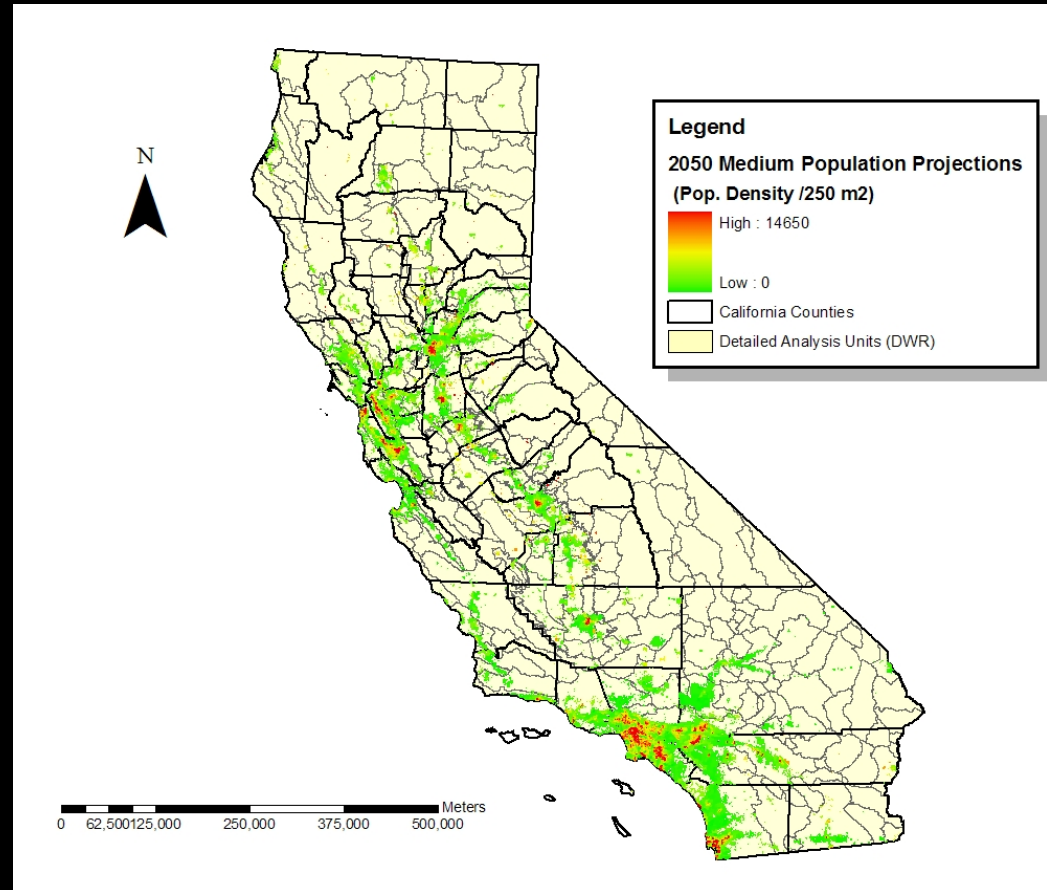 N
Legend
2050 Medium Population Projections
(Pop. Density /250 m2)
High : 14650
Low : 0
California Counties
Detailed Analysis Units (DWR)
Meters
0 62,500125,000 250,000 375,000 500,000